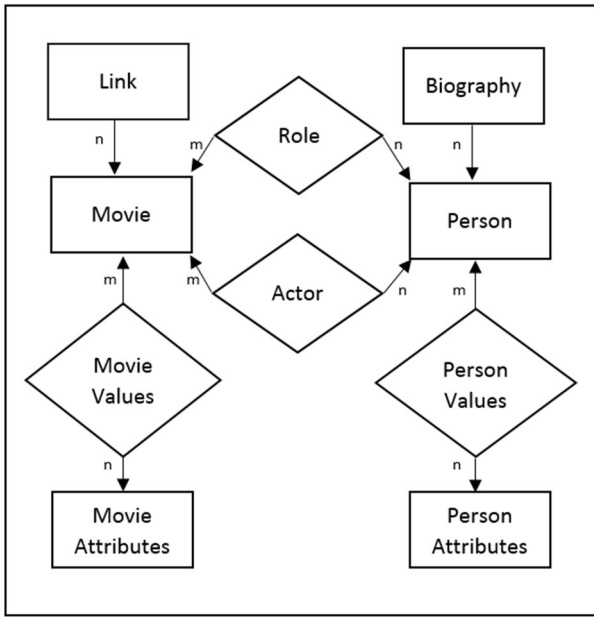 Link
Biography
Role
n
m
n
n
Movie
Person
Actor
m
m
n
m
Movie
Values
Person
Values
n
n
Movie
Attributes
Person
Attributes